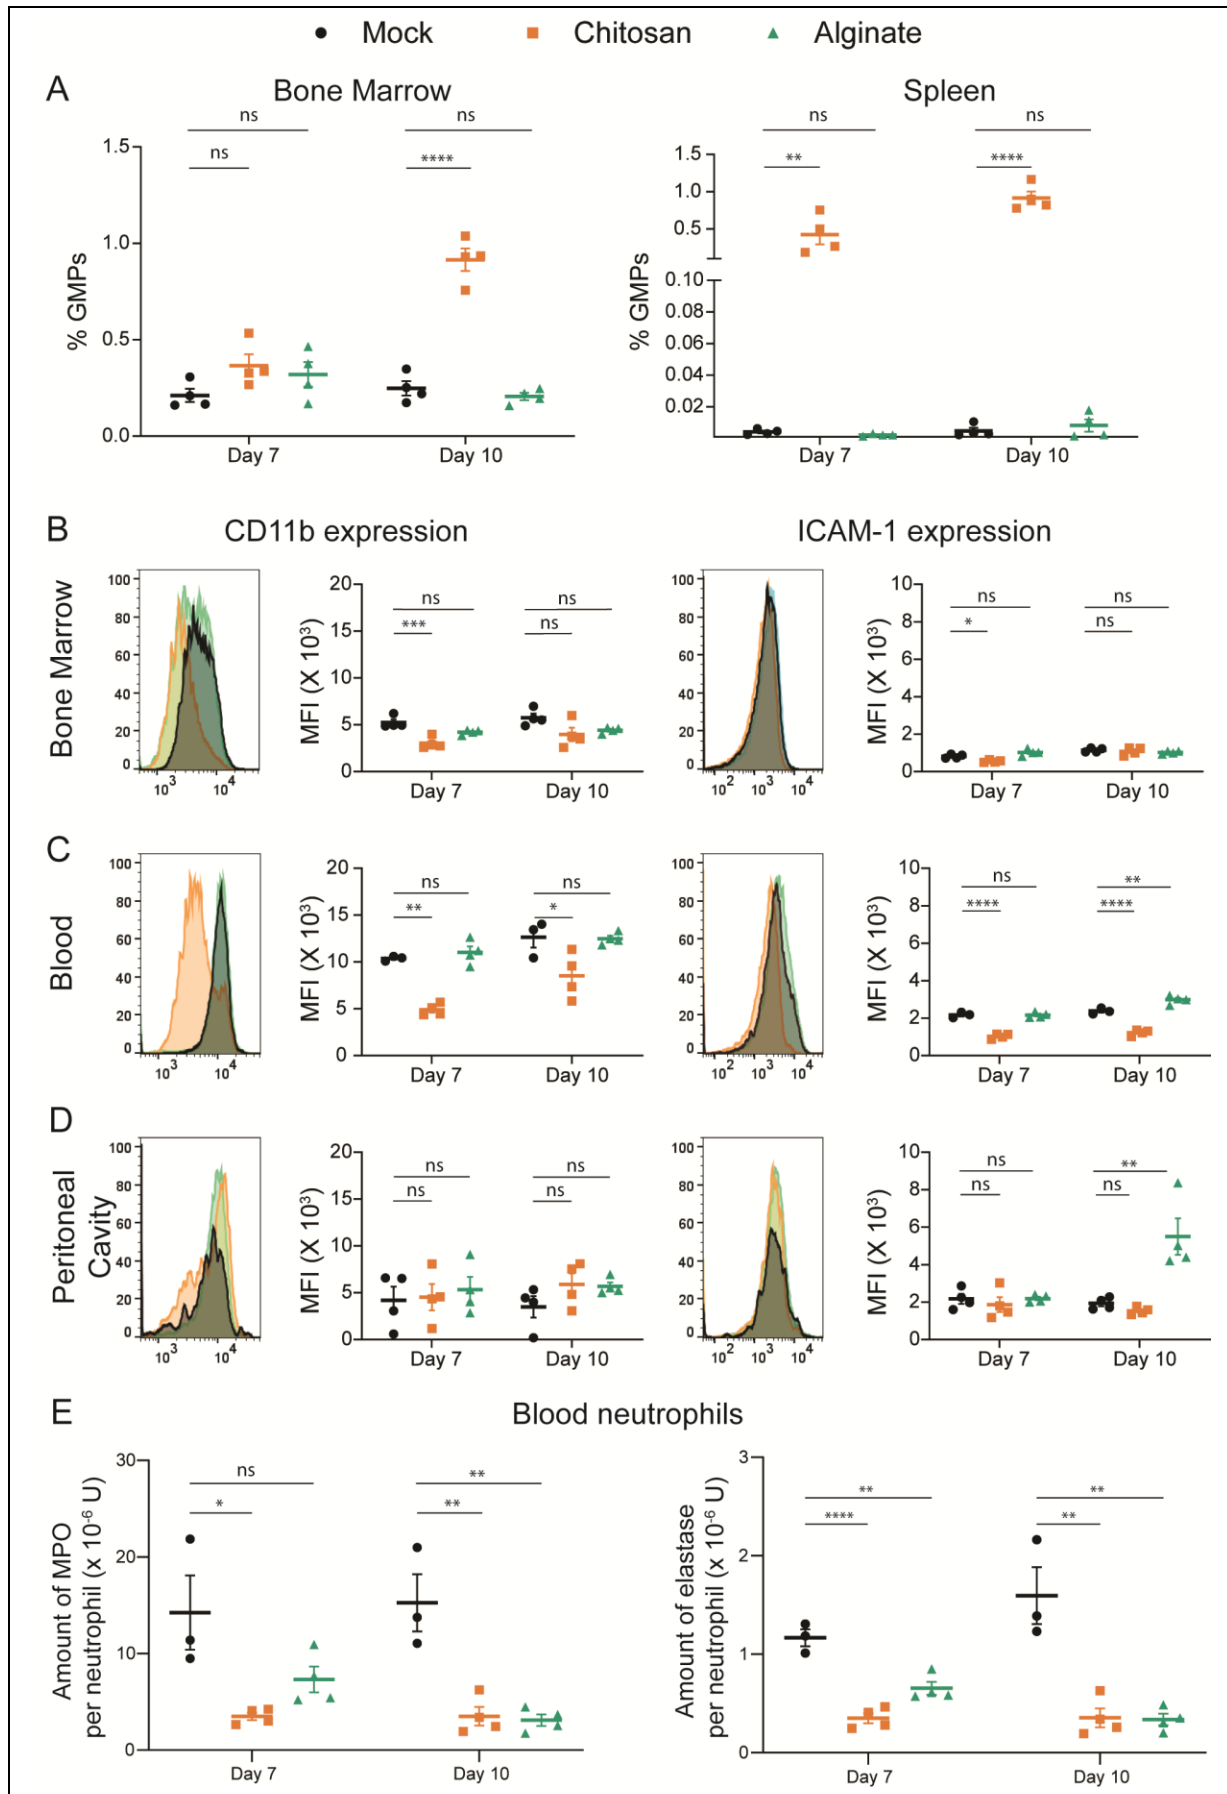 Mock Chitosan Alginate
A Bone Marrow Spleen
ns ns ns ns
ns **** ** ****
% GMPs
1.5
1.0
0.5
0.0
Day 7 Day 10
% GMPs
1.5
1.0
0.5
0.10
0.08
0.06
0.04
0.02
Day 7 Day 10
B CD11b expression ICAM-1 expression
Bone Marrow
100
80
60
40
20
0
10³ 10⁴
MFI (X 10³)
20
15
10
5
0
ns ns
*** ns
Day 7 Day 10
100
80
60
40
20
0
10² 10³ 10⁴
MFI (X 10³)
10
8
6
4
2
0
ns ns
* ns
Day 7 Day 10
C
Blood
100
80
60
40
20
0
10³ 10⁴
MFI (X 10³)
20
15
10
5
0
ns ns
** *
Day 7 Day 10
100
80
60
40
20
0
10² 10³ 10⁴
MFI (X 10³)
10
8
6
4
2
0
ns **
**** ****
Day 7 Day 10
D
Peritoneal
Cavity
100
80
60
40
20
0
10³ 10⁴
MFI (X 10³)
20
15
10
5
0
ns ns
ns ns
Day 7 Day 10
100
80
60
40
20
0
10² 10³ 10⁴
MFI (X 10³)
10
8
6
4
2
0
ns **
ns ns
Day 7 Day 10
E Blood neutrophils
Amount of MPO
per neutrophil (x 10⁻⁶ U)
30
20
10
0
ns **
* **
Day 7 Day 10
Amount of elastase
per neutrophil (x 10⁻⁶ U)
3
2
1
0
** **
**** **
Day 7 Day 10